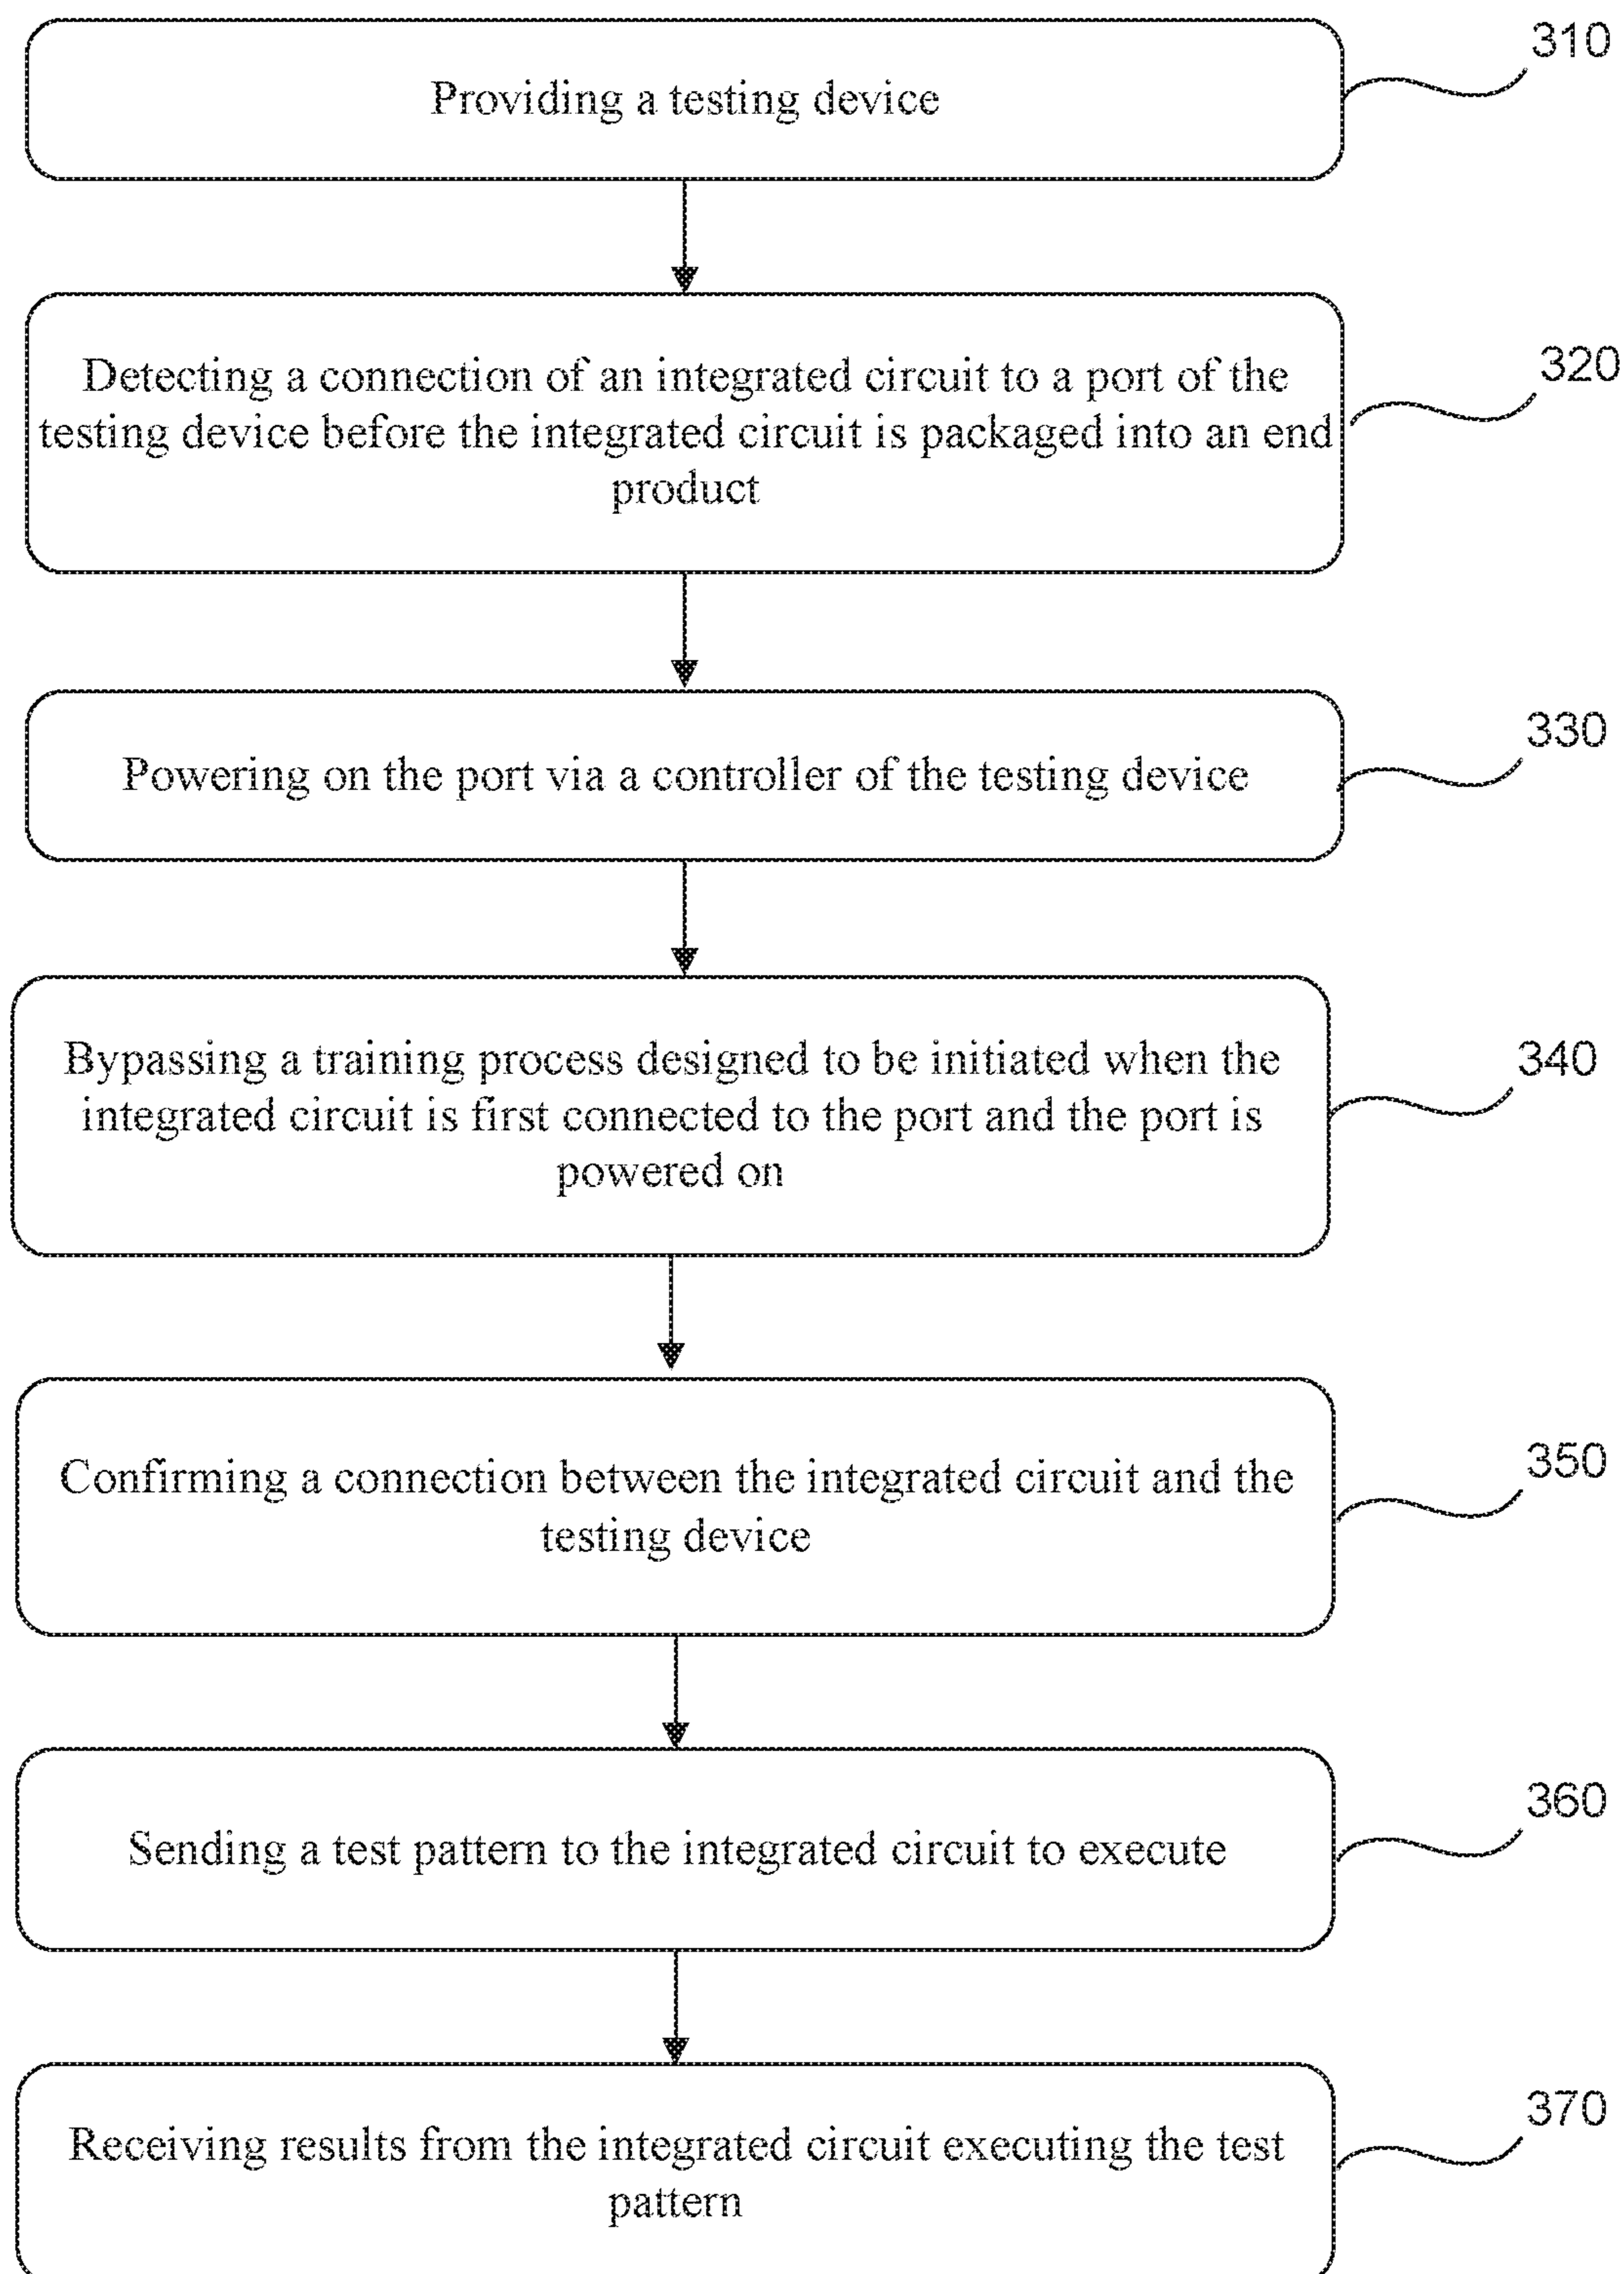 310
Providing a testing device
320
Detecting a connection of an integrated circuit to a port of the
testing device before the integrated circuit is packaged into an end
product
330
Powering on the port via a controller of the testing device
340
Bypassing a training process designed to be initiated when the
integrated circuit is first connected to the port and the port is
powered on
350
Confirming a connection between the integrated circuit and the
testing device
360
Sending a test pattern to the integrated circuit to execute
370
Receiving results from the integrated circuit executing the test
pattern